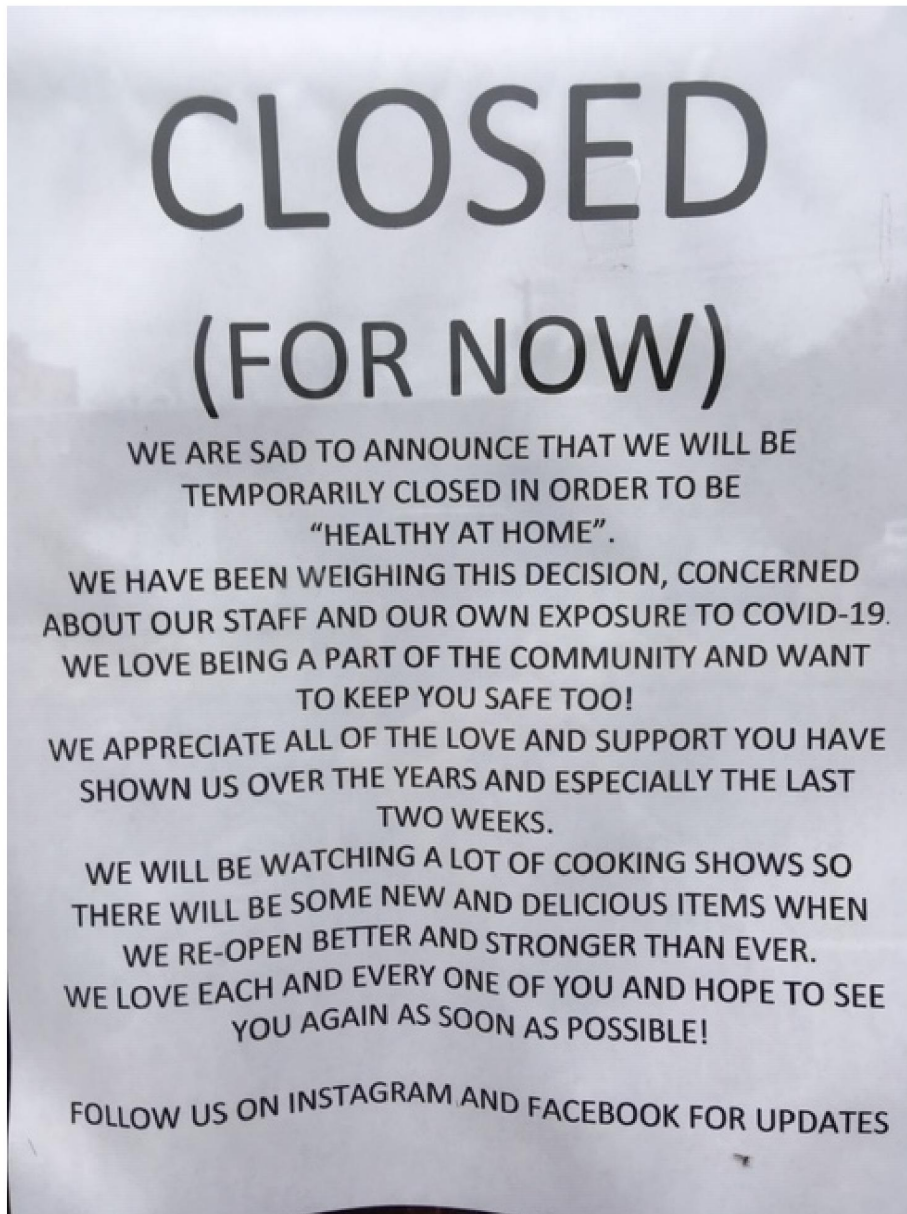 CLOSED
(FOR NOW)
WE ARE SAD TO ANNOUNCE THAT WE WILL BE
TEMPORARILY CLOSED IN ORDER TO BE
“HEALTHY AT HOME”.
WE HAVE BEEN WEIGHING THIS DECISION, CONCERNED
ABOUT OUR STAFF AND OUR OWN EXPOSURE TO COVID-19.
WE LOVE BEING A PART OF THE COMMUNITY AND WANT
TO KEEP YOU SAFE TOO!
WE APPRECIATE ALL OF THE LOVE AND SUPPORT YOU HAVE
SHOWN US OVER THE YEARS AND ESPECIALLY THE LAST
TWO WEEKS.
WE WILL BE WATCHING A LOT OF COOKING SHOWS SO
THERE WILL BE SOME NEW AND DELICIOUS ITEMS WHEN
WE RE-OPEN BETTER AND STRONGER THAN EVER.
WE LOVE EACH AND EVERY ONE OF YOU AND HOPE TO SEE
YOU AGAIN AS SOON AS POSSIBLE!
FOLLOW US ON INSTAGRAM AND FACEBOOK FOR UPDATES